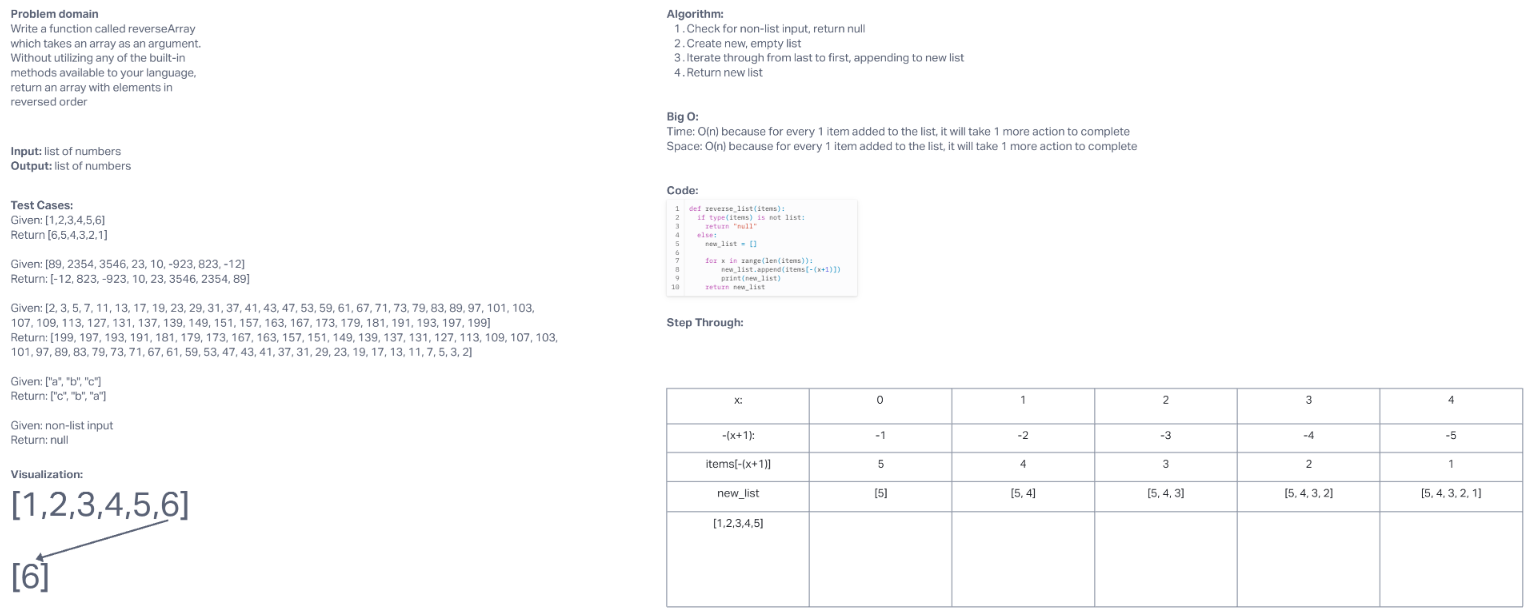 Problem domain
Write a function called reverseArray
which takes an array as an argument.
Without utilizing any of the built-in
methods available to your language,
return an array with elements in
reversed order
Input: list of numbers
Output: list of numbers
Test Cases:
Given: [1,2,3,4,5,6]
Return [6,5,4,3,2,1]
Given: [89, 2354, 3546, 23, 10, -923, 823, -12]
Return: [-12, 823, -923, 10, 23, 3546, 2354, 89]
Given: [2, 3, 5, 7, 11, 13, 17, 19, 23, 29, 31, 37, 41, 43, 47, 53, 59, 61, 67, 71, 73, 79, 83, 89, 97, 101, 103,
107, 109, 113, 127, 131, 137, 139, 149, 151, 157, 163, 167, 173, 179, 181, 191, 193, 197, 199]
Return: [199, 197, 193, 191, 181, 179, 173, 167, 163, 157, 151, 149, 139, 137, 131, 127, 113, 109, 107, 103,
101, 97, 89, 83, 79, 73, 71, 67, 61, 59, 53, 47, 43, 41, 37, 31, 29, 23, 19, 17, 13, 11, 7, 5, 3, 2]
Given: ["a", "b", "c"]
Return: ["c", "b", "a"]
Given: non-list input
Return: null
Visualization:
[1,2,3,4,5,6]
[6]
Algorithm:
1. Check for non-list input, return null
2. Create new, empty list
3. Iterate through from last to first, appending to new list
4. Return new list
Big O:
Time: O(n) because for every 1 item added to the list, it will take 1 more action to complete
Space: O(n) because for every 1 item added to the list, it will take 1 more action to complete
Code:
1 def reverse_list(items):
2 if type(items) is not list:
3 return "null"
4 else:
5 new_list = []
6
7 for x in range(len(items)):
8 new_list.append(items[-(x+1)])
9 print(new_list)
10 return new_list
Step Through:
x: 0 1 2 3 4
-(x+1): -1 -2 -3 -4 -5
items[-(x+1)] 5 4 3 2 1
new_list [5] [5, 4] [5, 4, 3] [5, 4, 3, 2] [5, 4, 3, 2, 1]
[1,2,3,4,5]